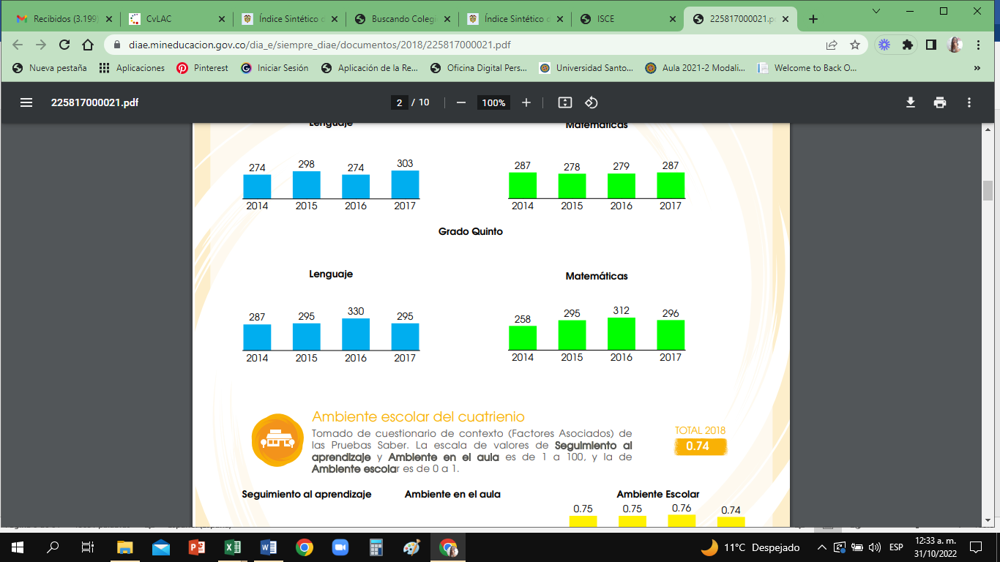 Recibidos (3.199)
CvLAC
Índice Sintético d
Buscando Colegi
Índice Sintético d
ISCE
225817000021.pd
diae.mineducacion.gov.co/dia_e/siempre_diae/documentos/2018/225817000021.pdf
Nueva pestaña
Aplicaciones
Pinterest
Iniciar Sesión
Aplicación de la Re...
Oficina Digital Pers...
Universidad Santo...
Aula 2021-2 Modali...
Welcome to Back O...
»
225817000021.pdf
2 / 10
100%
Lenguaje
Matemáticas
274 298 274 303
287 278 279 287
2014 2015 2016 2017
2014 2015 2016 2017
Grado Quinto
Lenguaje
Matemáticas
287 295 330 295
258 295 312 296
2014 2015 2016 2017
2014 2015 2016 2017
Ambiente escolar del cuatrienio
Tomado de cuestionario de contexto (Factores Asociados) de
las Pruebas Saber. La escala de valores de Seguimiento al
aprendizaje y Ambiente en el aula es de 1 a 100, y la de
Ambiente escolar es de 0 a 1.
TOTAL 2018
0.74
Seguimiento al aprendizaje
Ambiente en el aula
Ambiente Escolar
0.75 0.75 0.76 0.74
11°C Despejado
ESP
12:33 a. m.
31/10/2022